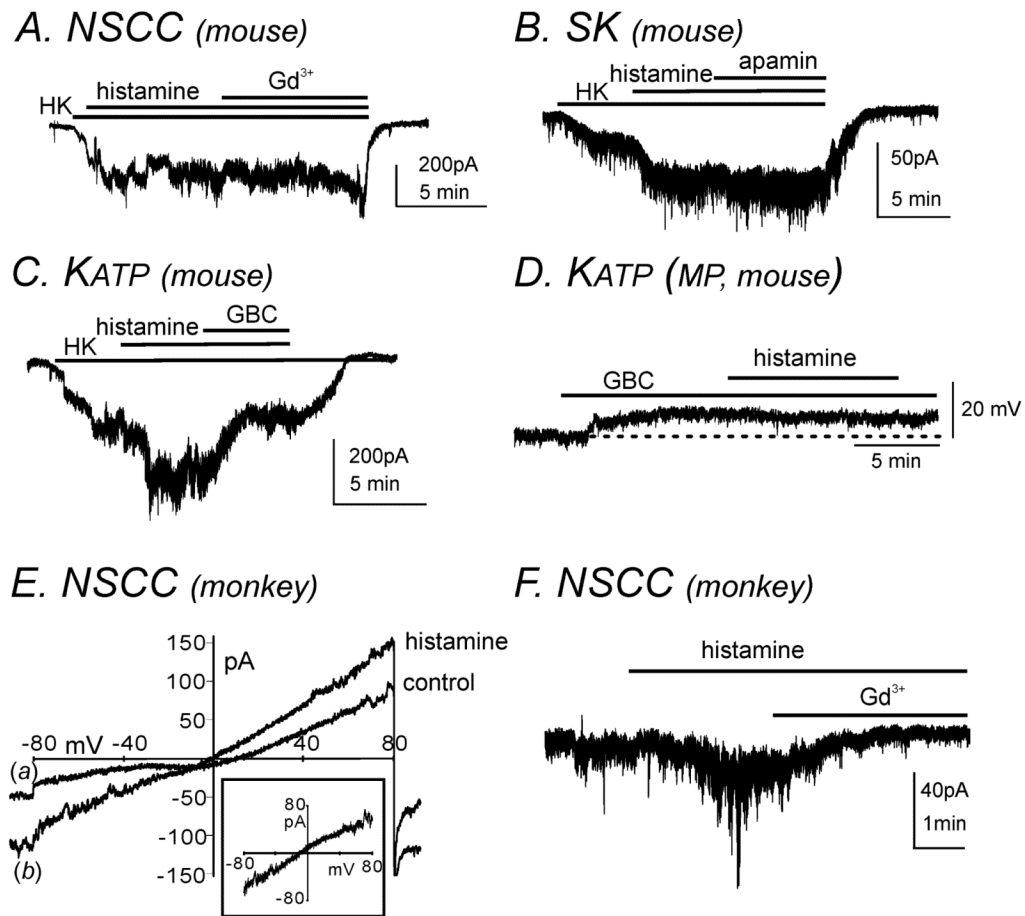 A. NSCC (mouse)
HK
histamine
Gd³⁺
200pA
5 min
B. SK (mouse)
HK
histamine
apamin
50pA
5 min
C. KATP (mouse)
HK
histamine
GBC
200pA
5 min
D. KATP (MP, mouse)
GBC
histamine
20 mV
5 min
E. NSCC (monkey)
150
100
50
-50
-100
-150
pA
-80 mV -40
40
80
histamine
control
(a)
(b)
80
pA
-80
mV
80
-80
F. NSCC (monkey)
histamine
Gd³⁺
40pA
1min